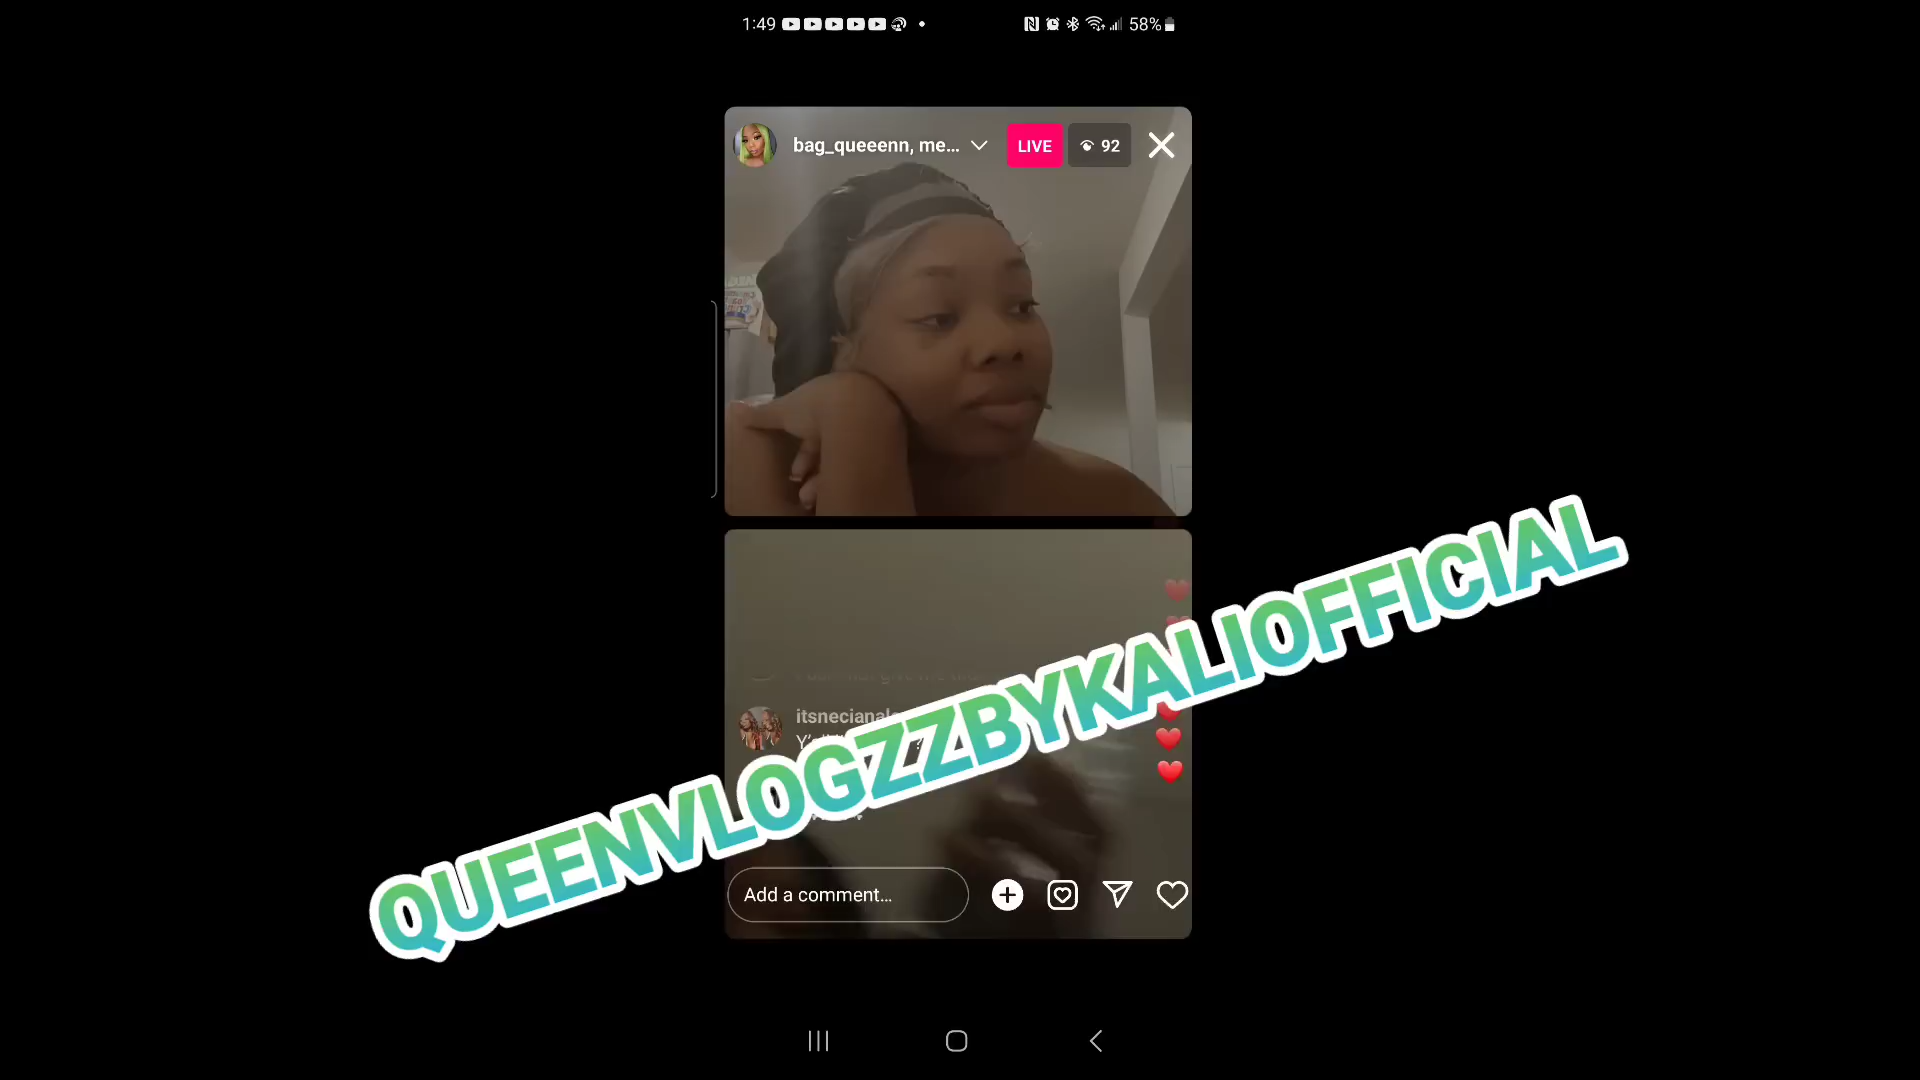 1:49
58%
bag_queeenn, me...
LIVE
92
itsnecianal
QUEENVLOGZZBYKALIOFFICIAL
Add a comment...